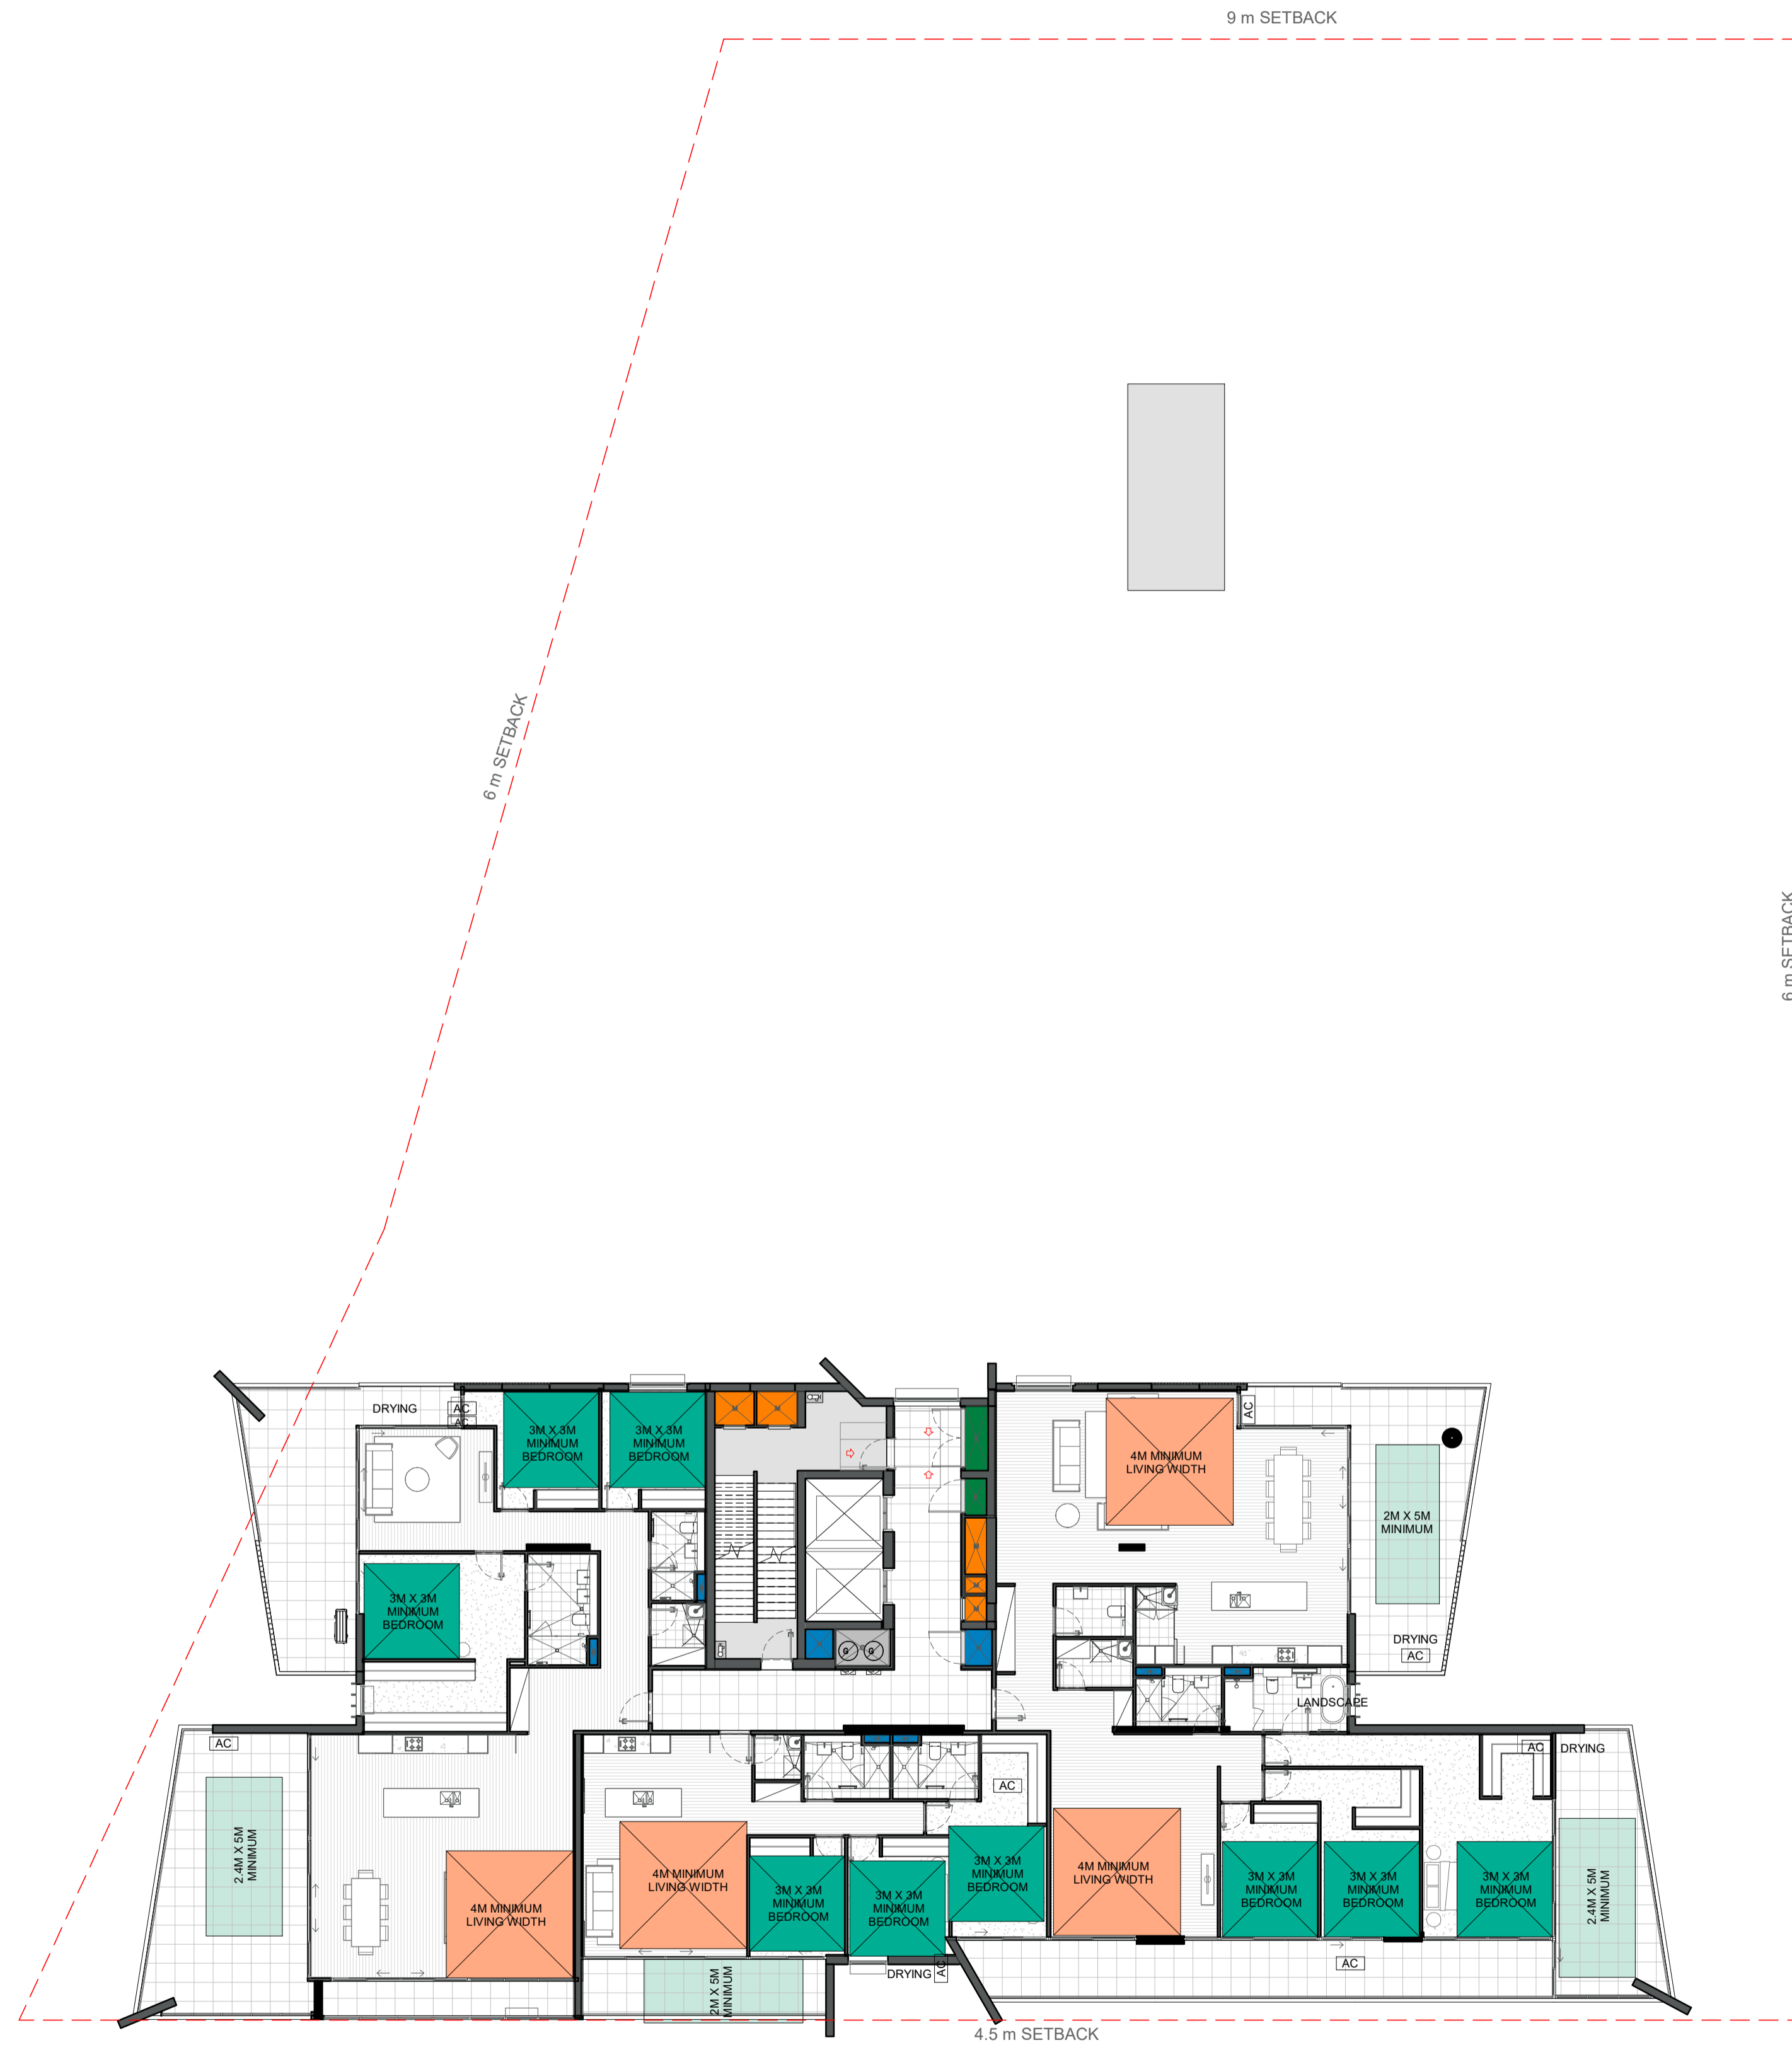 9 m SETBACK
6 m SETBACK
6 m SETBACK
DRYING
AC
AC
3M X 3M
MINIMUM
BEDROOM
3M X 3M
MINIMUM
BEDROOM
4M MINIMUM
LIVING WIDTH
AC
2M X 5M
MINIMUM
3M X 3M
MINIMUM
BEDROOM
DRYING
AC
G
G
LANDSCAPE
AC
AC
DRYING
AC
2.4M X 5M
MINIMUM
4M MINIMUM
LIVING WIDTH
4M MINIMUM
LIVING WIDTH
3M X 3M
MINIMUM
BEDROOM
3M X 3M
MINIMUM
BEDROOM
3M X 3M
MINIMUM
BEDROOM
4M MINIMUM
LIVING WIDTH
3M X 3M
MINIMUM
BEDROOM
3M X 3M
MINIMUM
BEDROOM
3M X 3M
MINIMUM
BEDROOM
2.4M X 5M
MINIMUM
2M X 5M
MINIMUM
DRYING
AC
AC
4.5 m SETBACK